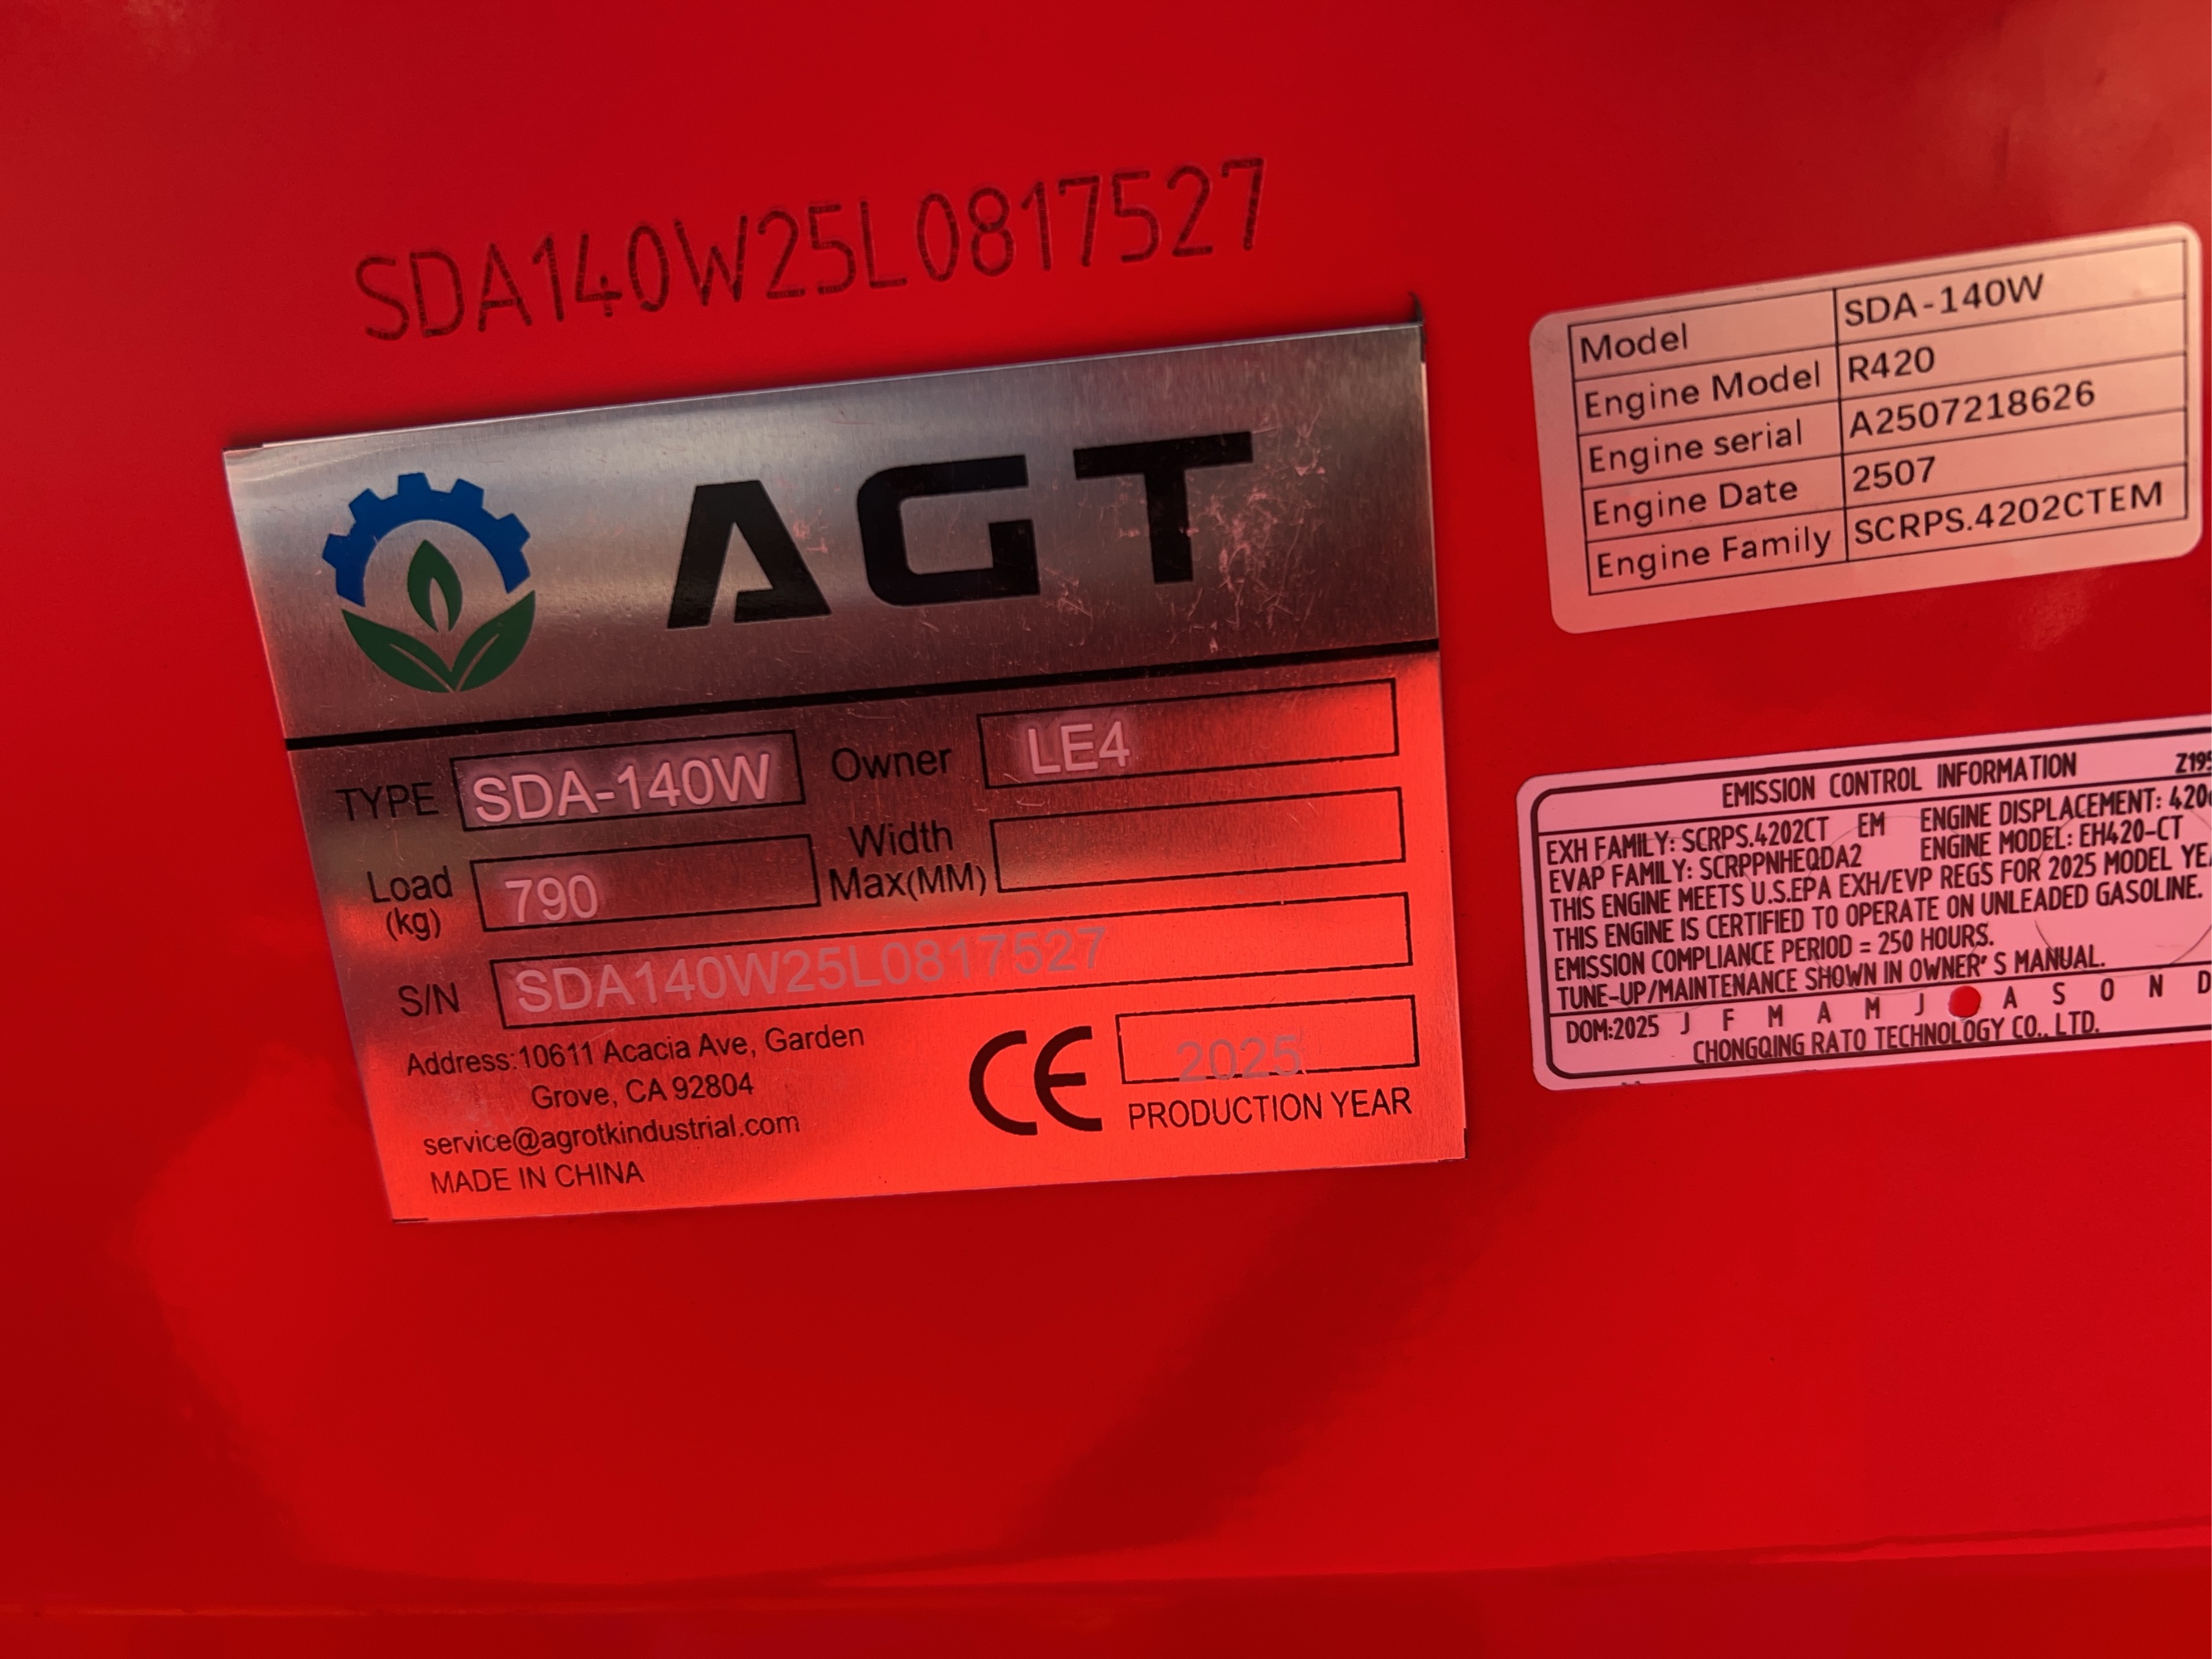 SDA140W25L0817527
AGT
TYPE SDA-140W Owner LE4
Load (kg) 790 Width Max(MM)
S/N SDA140W25L0817527
Address:10611 Acacia Ave, Garden
Grove, CA 92804
service@agrotkindustrial.com
MADE IN CHINA
CE 2025
PRODUCTION YEAR
Model SDA-140W
Engine Model R420
Engine serial A2507218626
Engine Date 2507
Engine Family SCRPS.4202CTEM
EMISSION CONTROL INFORMATION Z195
EXH FAMILY: SCRPS.4202CT EM ENGINE DISPLACEMENT: 420
EVAP FAMILY: SCRPPNHEQDA2 ENGINE MODEL: EH420-CT
THIS ENGINE MEETS U.S.EPA EXH/EVP REGS FOR 2025 MODEL
THIS ENGINE IS CERTIFIED TO OPERATE ON UNLEADED GASOLINE.
EMISSION COMPLIANCE PERIOD = 250 HOURS.
TUNE-UP/MAINTENANCE SHOWN IN OWNER' S MANUAL.
DOM:2025 J F M A M J A S O N D
CHONGQING RATO TECHNOLOGY CO., LTD.